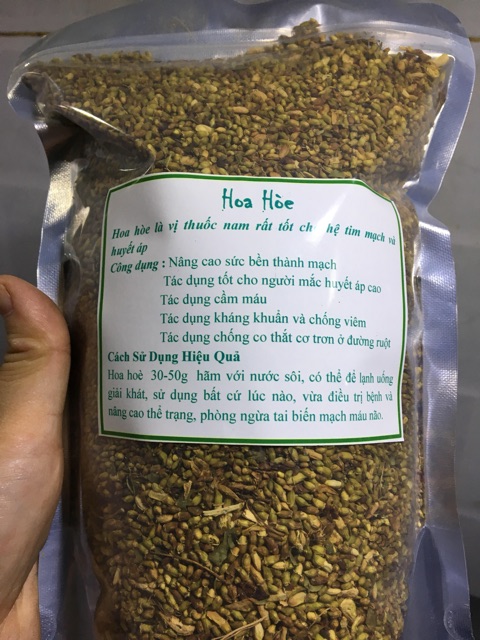 Hoa Hòe
Hoa hòe là vị thuốc nam rất tốt ch hệ tim mạch và
huyết áp
Công dụng : Nâng cao sức bền thành mạch
Tác dụng tốt cho người mắc huyết áp cao
Tác dụng cầm máu
Tác dụng kháng khuẩn và chống viêm
Tác dụng chống co thắt cơ trơn ở đường ruột
Cách Sử Dụng Hiệu Quả
Hoa hoè 30-50g hãm với nước sôi, có thể để lạnh uống
giải khát, sử dụng bất cứ lúc nào, vừa điều trị bệnh và
nâng cao thể trạng, phòng ngừa tai biến mạch máu não.